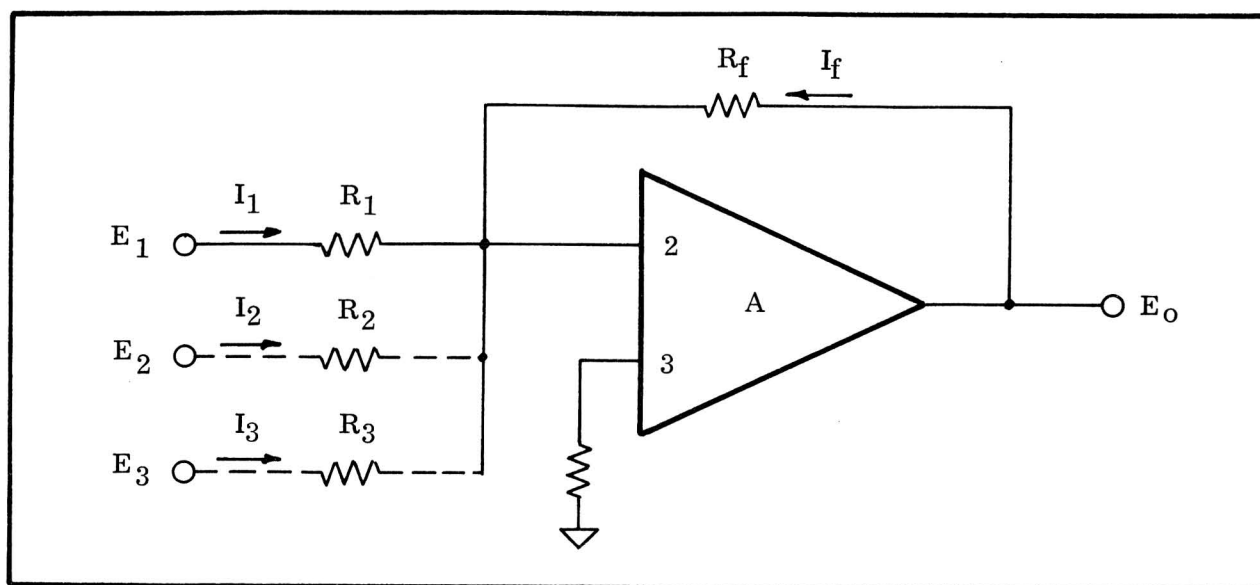 R_f I_f
I_1 R_1
E_1
2
I_2 R_2
A
E_o
E_2
3
I_3 R_3
E_3